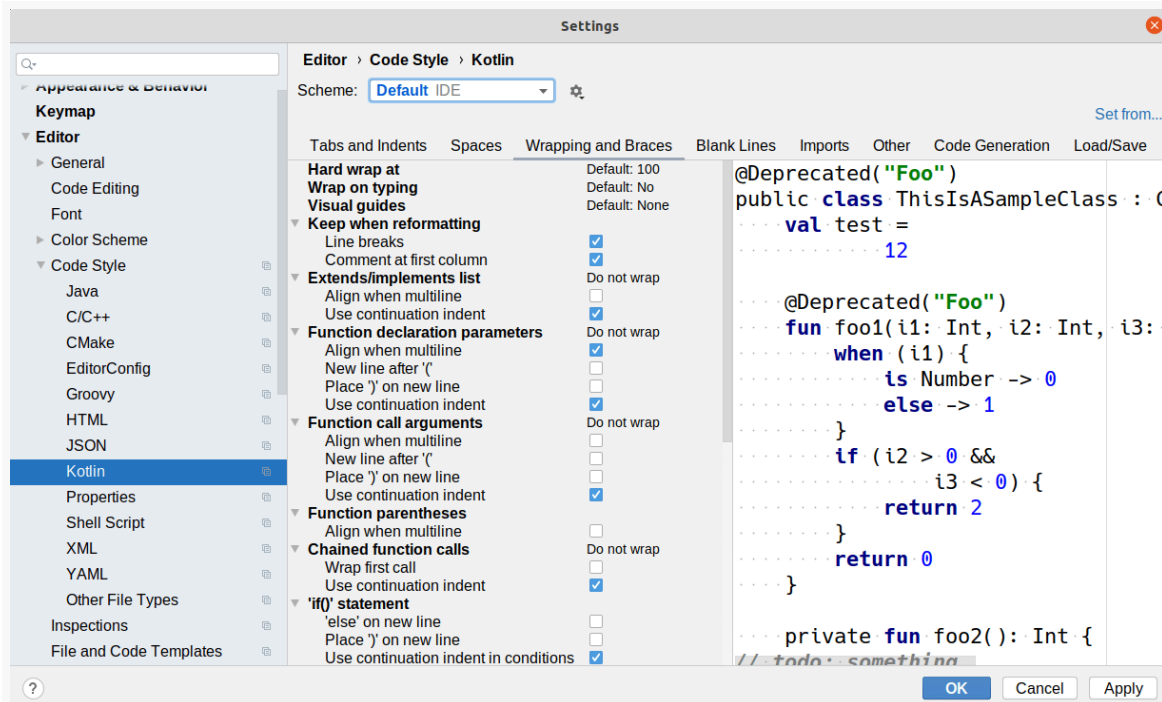 Settings
Appearance & Behavior
Keymap
Editor
General
Code Editing
Font
Color Scheme
Code Style
Java
C/C++
CMake
EditorConfig
Groovy
HTML
JSON
Kotlin
Properties
Shell Script
XML
YAML
Other File Types
Inspections
File and Code Templates
Editor › Code Style › Kotlin
Scheme: Default IDE
Set from...
Tabs and Indents Spaces Wrapping and Braces Blank Lines Imports Other Code Generation Load/Save
Hard wrap at Default: 100
Wrap on typing Default: No
Visual guides Default: None
Keep when reformatting
Line breaks
Comment at first column
Extends/implements list Do not wrap
Align when multiline
Use continuation indent
Function declaration parameters Do not wrap
Align when multiline
New line after '('
Place ')' on new line
Use continuation indent
Function call arguments Do not wrap
Align when multiline
New line after '('
Place ')' on new line
Use continuation indent
Function parentheses
Align when multiline
Chained function calls Do not wrap
Wrap first call
Use continuation indent
'if()' statement
'else' on new line
Place ')' on new line
Use continuation indent in conditions
@Deprecated("Foo")
public class ThisIsASampleClass : C
val test =
12
@Deprecated("Foo")
fun foo1(i1: Int, i2: Int, i3:
when (i1) {
is Number -> 0
else -> 1
}
if (i2 > 0 &&
i3 < 0) {
return 2
}
return 0
}
private fun foo2(): Int {
// todo: something
?
OK Cancel Apply